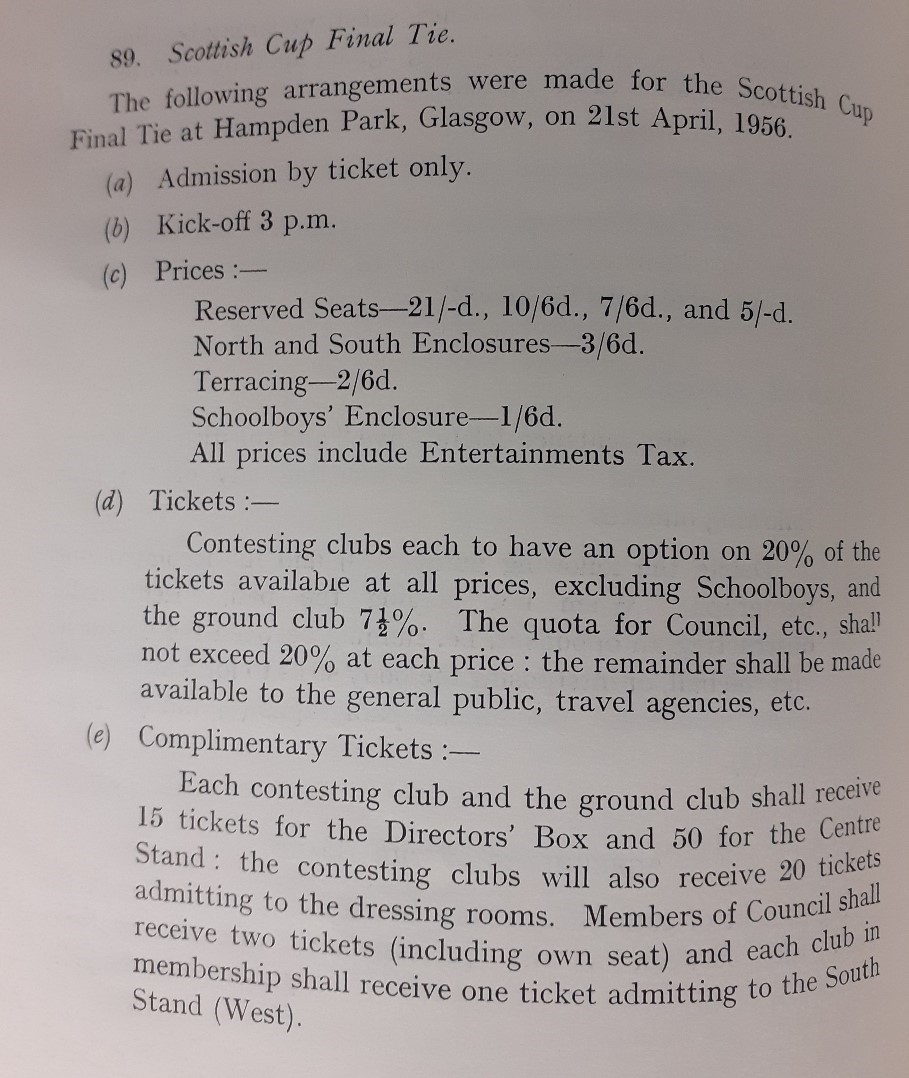 89. Scottish Cup Final Tie.
The following arrangements were made for the Scottish Cup
Final Tie at Hampden Park, Glasgow, on 21st April, 1956.
(a) Admission by ticket only.
(b) Kick-off 3 p.m.
(c) Prices :—
Reserved Seats—21/-d., 10/6d., 7/6d., and 5/-d.
North and South Enclosures—3/6d.
Terracing—2/6d.
Schoolboys' Enclosure—1/6d.
All prices include Entertainments Tax.
(d) Tickets :—
Contesting clubs each to have an option on 20% of the
tickets available at all prices, excluding Schoolboys, and
the ground club 7½%. The quota for Council, etc., shall
not exceed 20% at each price : the remainder shall be made
available to the general public, travel agencies, etc.
(e) Complimentary Tickets :—
Each contesting club and the ground club shall receive
15 tickets for the Directors' Box and 50 for the Centre
Stand : the contesting clubs will also receive 20 tickets
admitting to the dressing rooms. Members of Council shall
receive two tickets (including own seat) and each club in
membership shall receive one ticket admitting to the South
Stand (West).